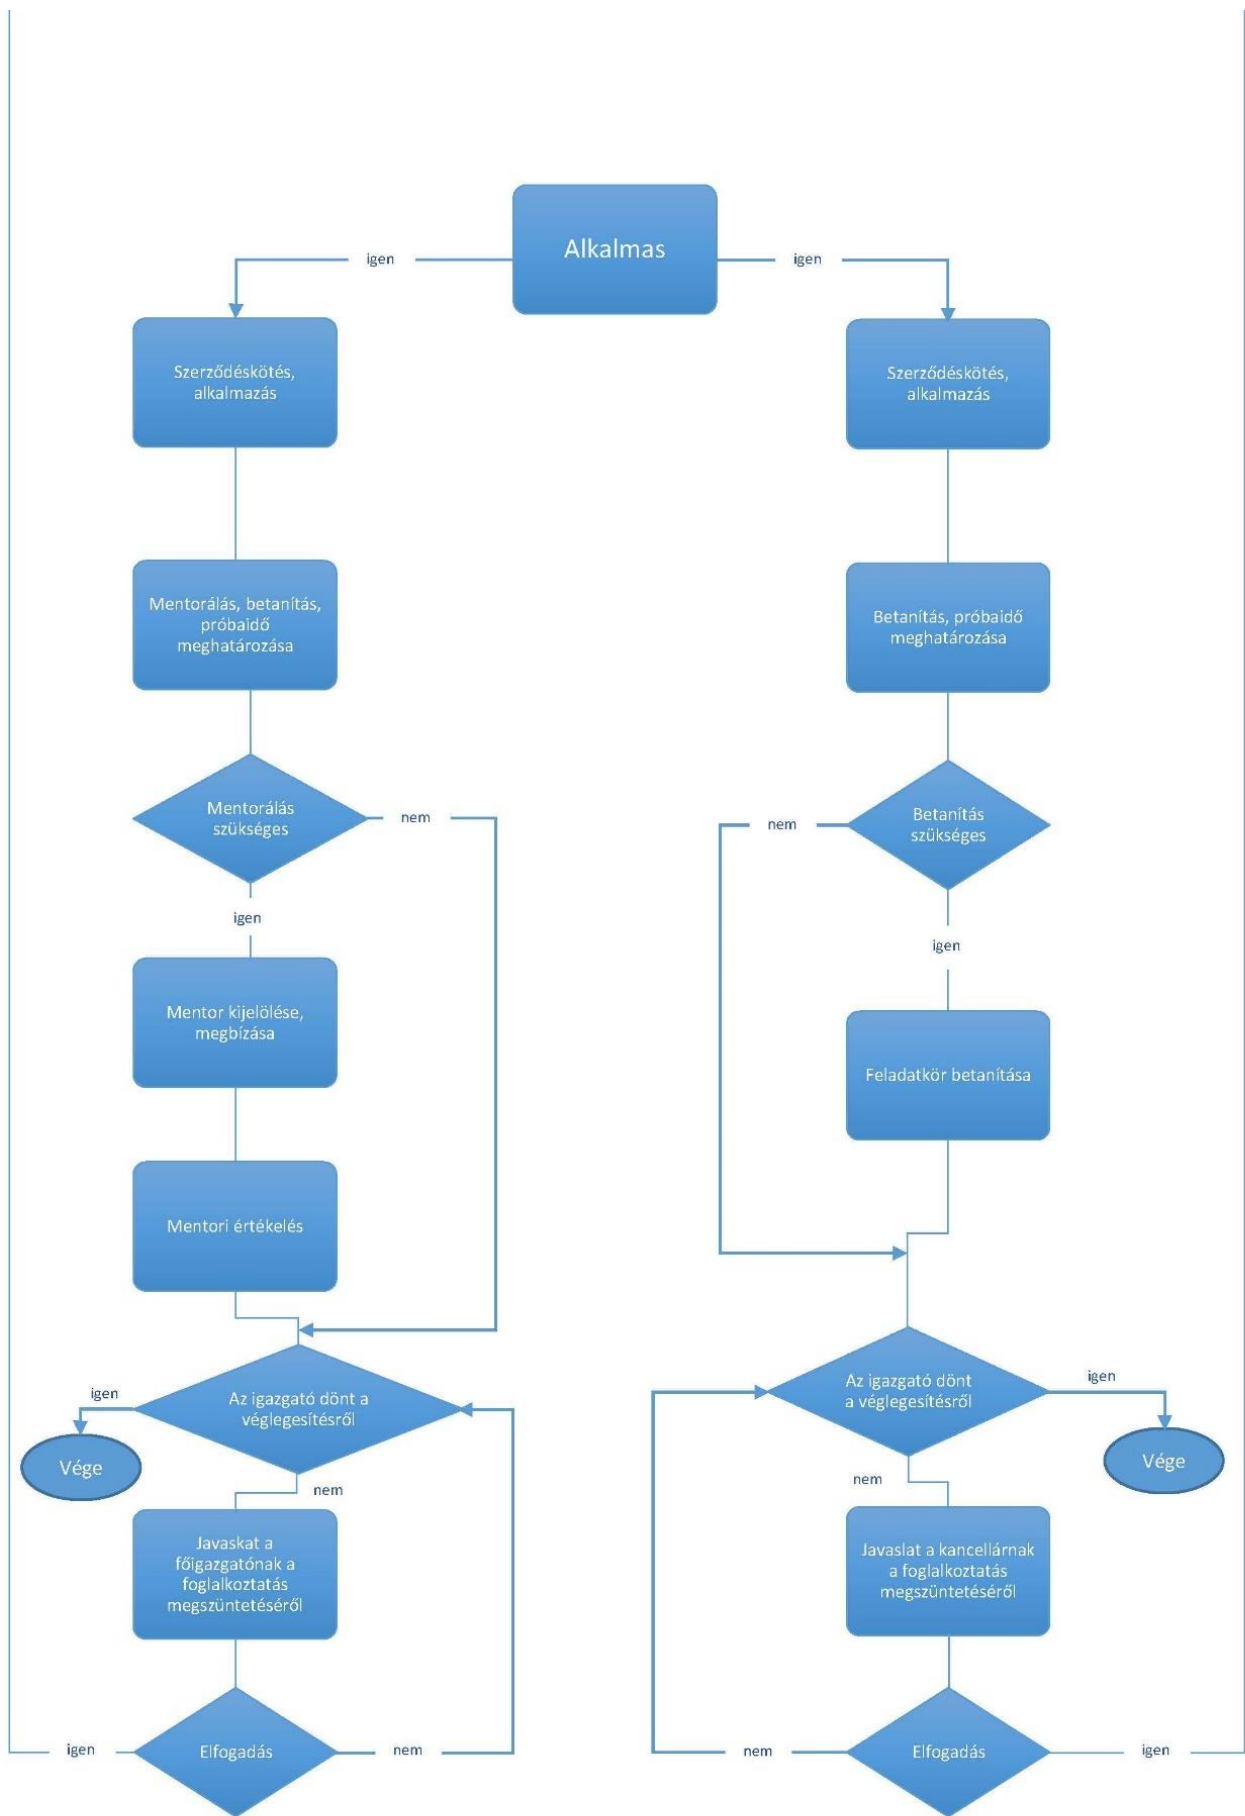 Alkalmas
igen
igen
Szerződéskötés,
alkalmazás
Szerződéskötés,
alkalmazás
Mentorálás, betanítás,
próbaidő
meghatározása
Betanítás, próbaidő
meghatározása
Mentorálás
szükséges
nem
nem
Betanítás
szükséges
igen
igen
Mentor kijelölése,
megbízása
Feladatkör betanítása
Mentori értékelés
igen
Az igazgató dönt a
véglegesítésről
Az igazgató dönt
a véglegesítésről
igen
Vége
Vége
nem
nem
Javaskat a
főigazgatónak a
foglalkoztatás
megszüntetéséről
Javaslat a kancellárnak
a foglalkoztatás
megszüntetéséről
igen
Elfogadás
nem
nem
Elfogadás
igen